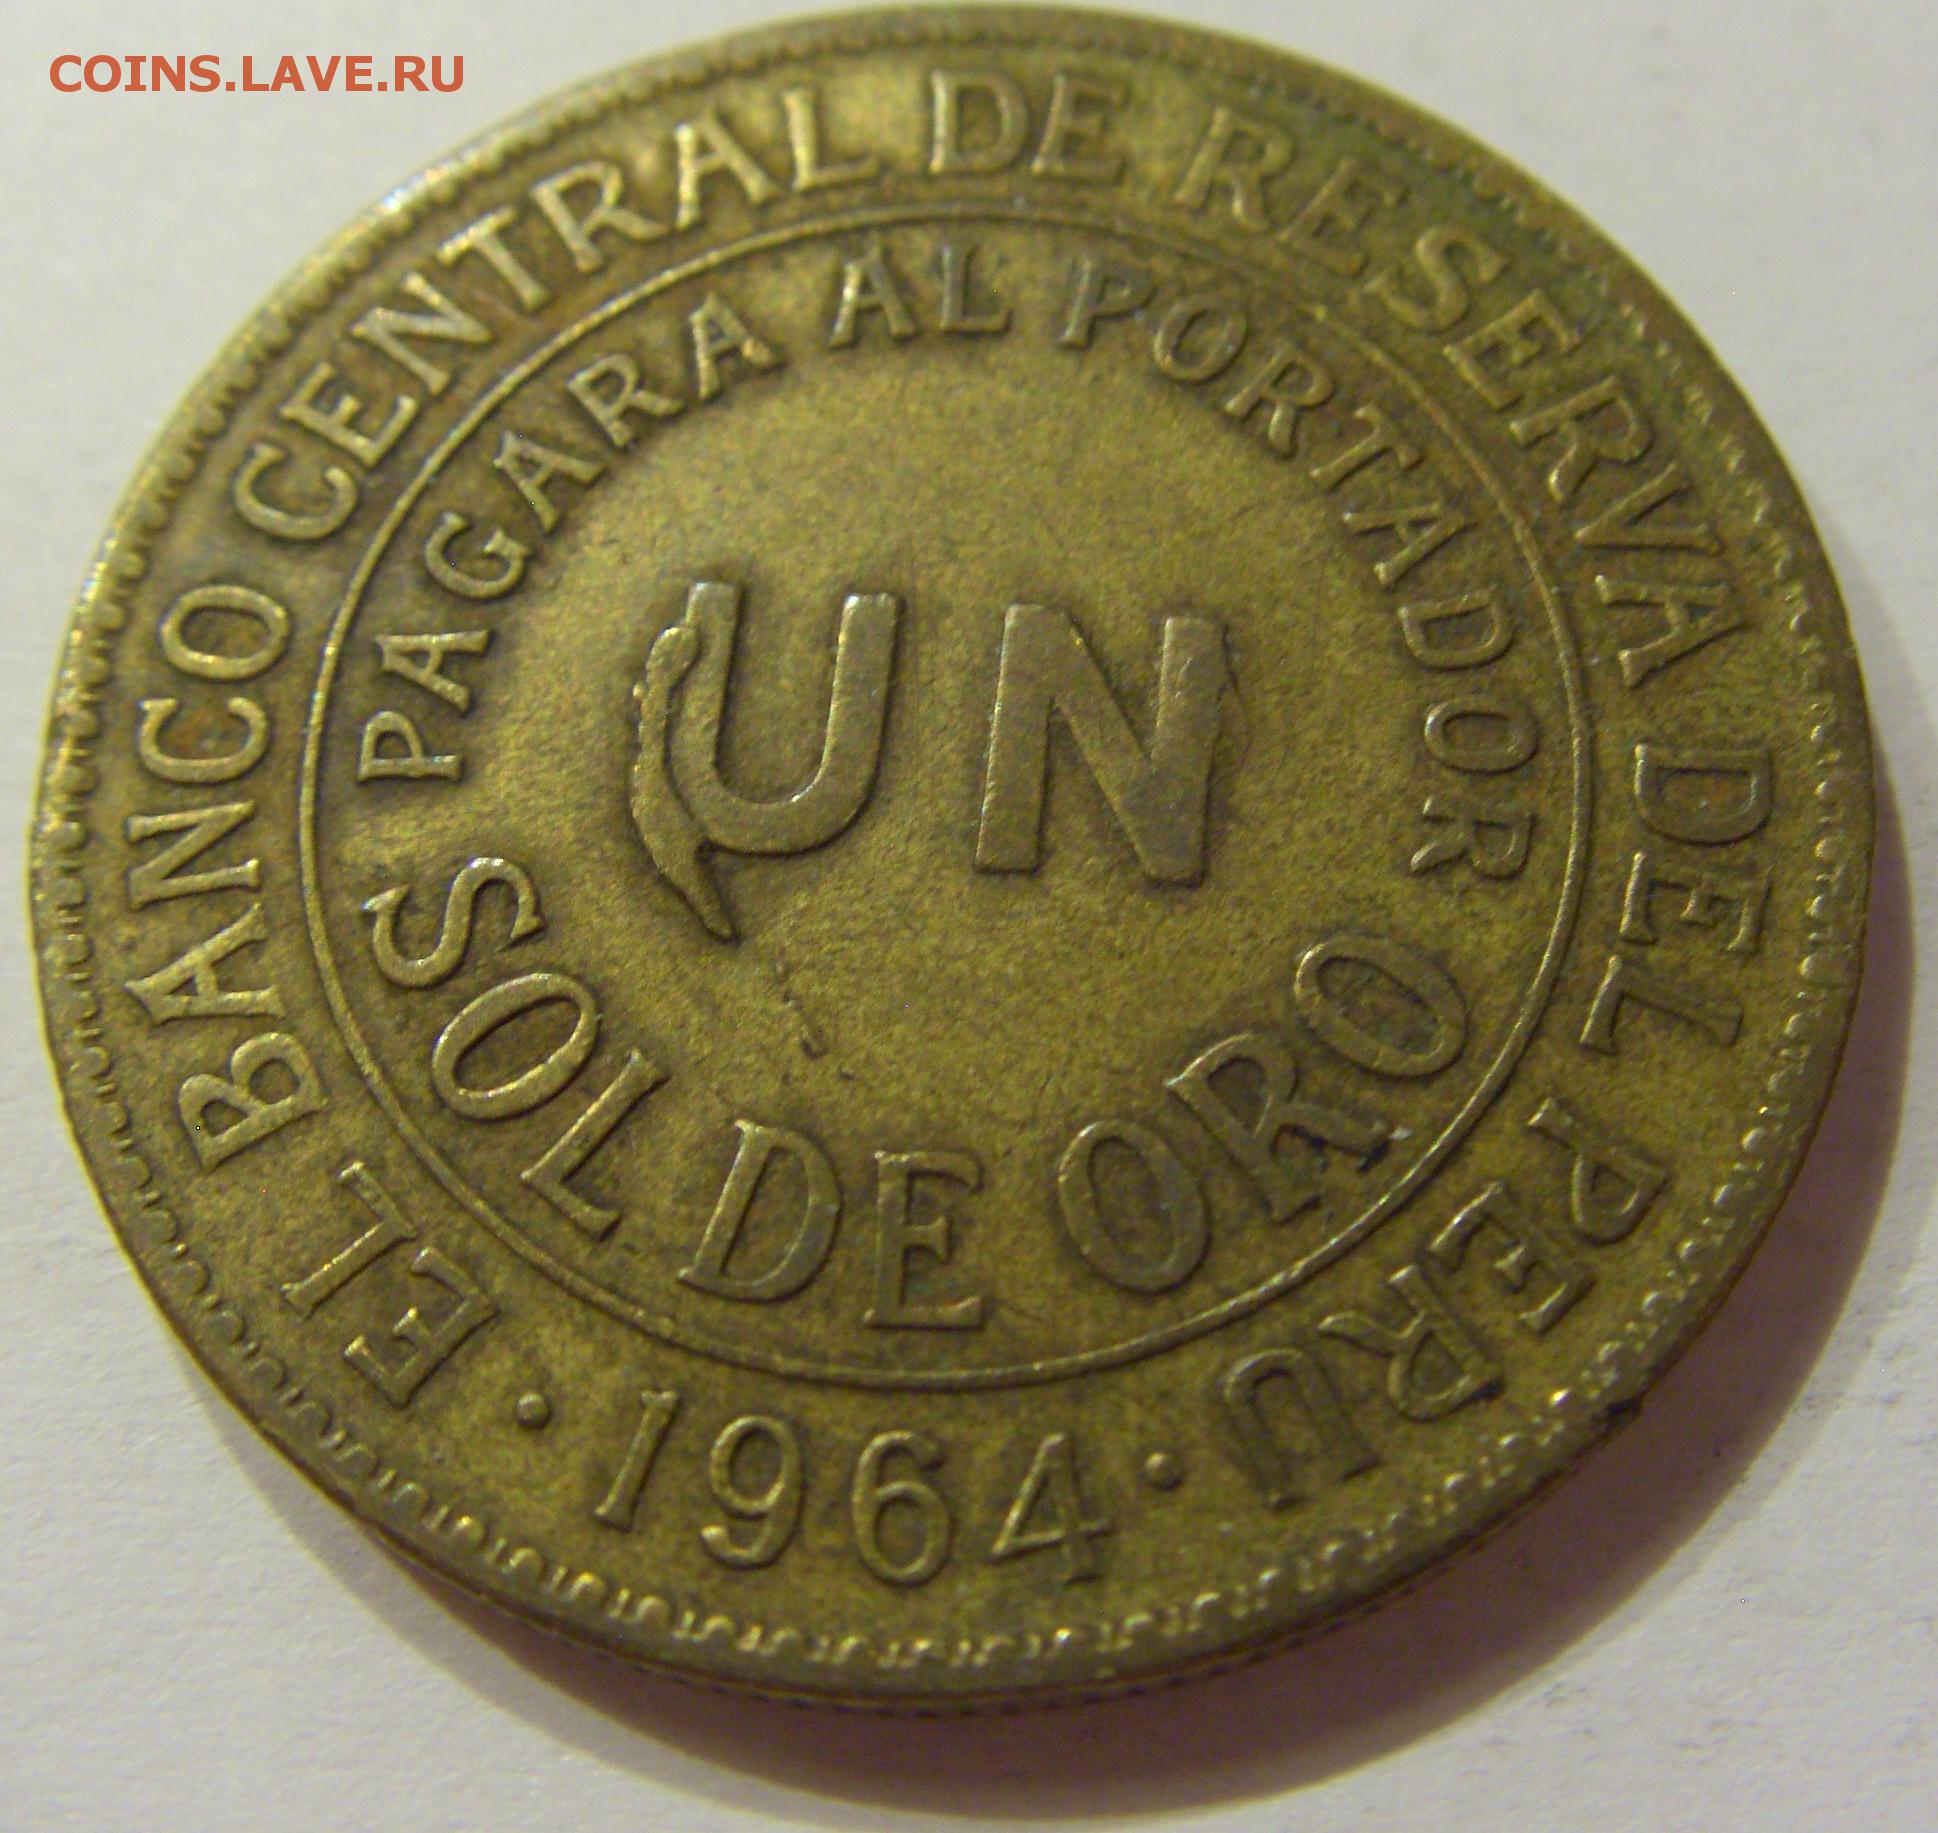 COINS.LAVE.RU
EL BANCO CENTRAL DE RESERVA DEL PERU
PAGARA AL PORTADOR
UN
SOL DE ORO
· 1964 ·